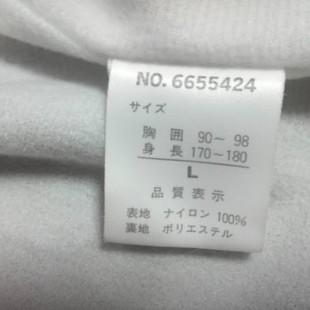 NO. 6655424
サイズ
胸囲 90～98
身長 170～180
L
品質表示
表地 ナイロン 100%
裏地 ポリエステル